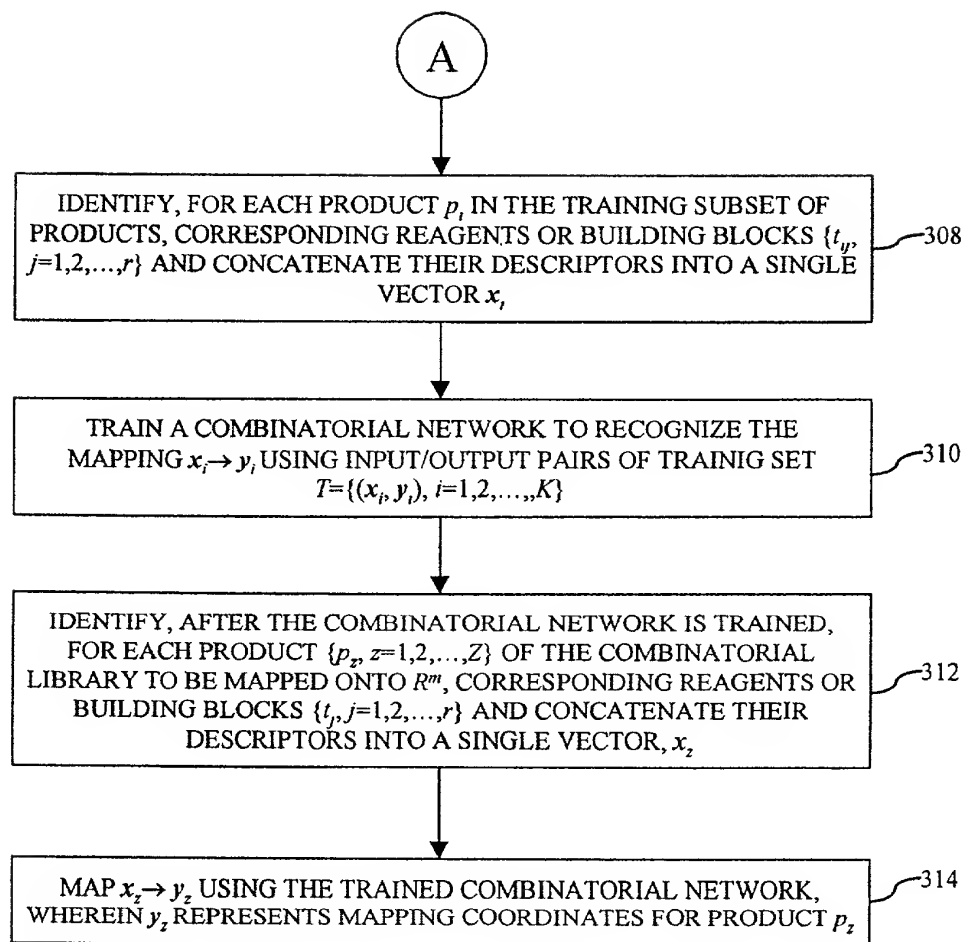 A
IDENTIFY, FOR EACH PRODUCT p_i IN THE TRAINING SUBSET OF
PRODUCTS, CORRESPONDING REAGENTS OR BUILDING BLOCKS {t_ij,
j=1,2,...,r} AND CONCATENATE THEIR DESCRIPTORS INTO A SINGLE
VECTOR x_i
308
TRAIN A COMBINATORIAL NETWORK TO RECOGNIZE THE
MAPPING x_i→ y_i USING INPUT/OUTPUT PAIRS OF TRAINIG SET
T={(x_i, y_i), i=1,2,...,,K}
310
IDENTIFY, AFTER THE COMBINATORIAL NETWORK IS TRAINED,
FOR EACH PRODUCT {p_z, z=1,2,...,Z} OF THE COMBINATORIAL
LIBRARY TO BE MAPPED ONTO R^m, CORRESPONDING REAGENTS OR
BUILDING BLOCKS {t_j, j=1,2,...,r} AND CONCATENATE THEIR
DESCRIPTORS INTO A SINGLE VECTOR, x_z
312
MAP x_z→ y_z USING THE TRAINED COMBINATORIAL NETWORK,
WHEREIN y_z REPRESENTS MAPPING COORDINATES FOR PRODUCT p_z
314